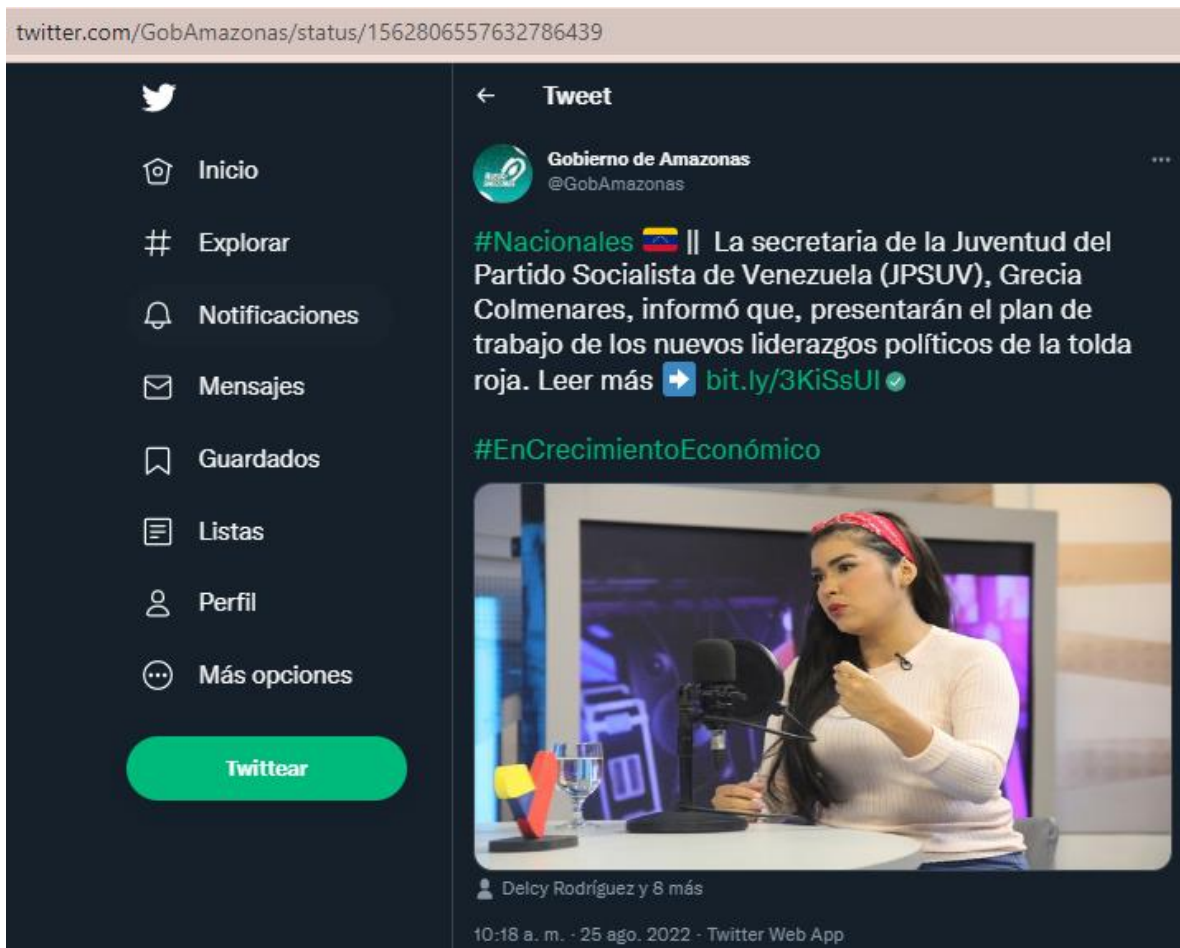 twitter.com/GobAmazonas/status/1562806557632786439
Inicio
Explorar
Notificaciones
Mensajes
Guardados
Listas
Perfil
Más opciones
Twittear
Tweet
Gobierno de Amazonas
@GobAmazonas
#Nacionales || La secretaria de la Juventud del
Partido Socialista de Venezuela (JPSUV), Grecia
Colmenares, informó que, presentarán el plan de
trabajo de los nuevos liderazgos políticos de la tolda
roja. Leer más ➡ bit.ly/3KiSsUI
#EnCrecimientoEconómico
Delcy Rodríguez y 8 más
10:18 a. m. · 25 ago. 2022 · Twitter Web App